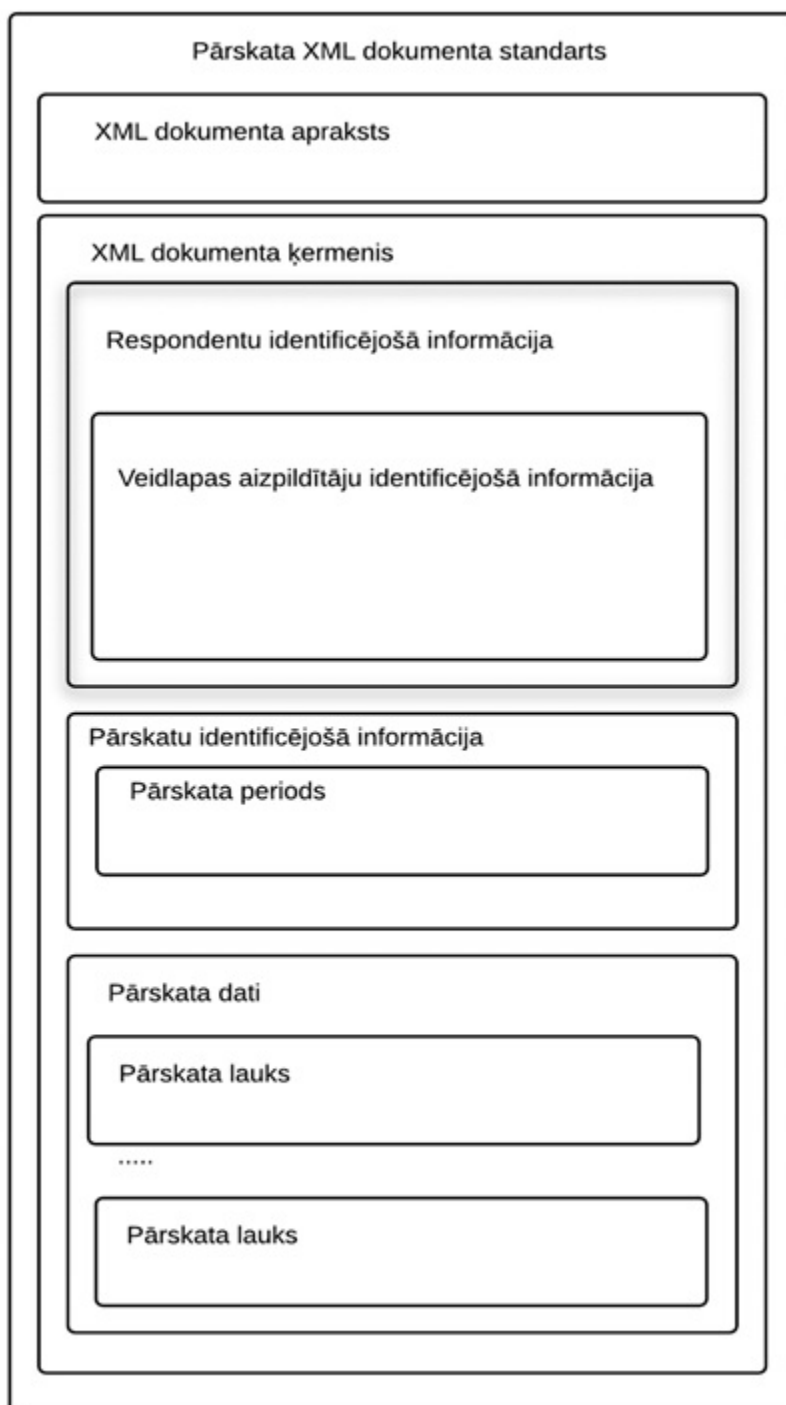 Pārskata XML dokumenta standarts
XML dokumenta apraksts
XML dokumenta ķermenis
Respondentu identificējošā informācija
Veidlapas aizpildītāju identificējošā informācija
Pārskatu identificējošā informācija
Pārskata periods
Pārskata dati
Pārskata lauks
.....
Pārskata lauks